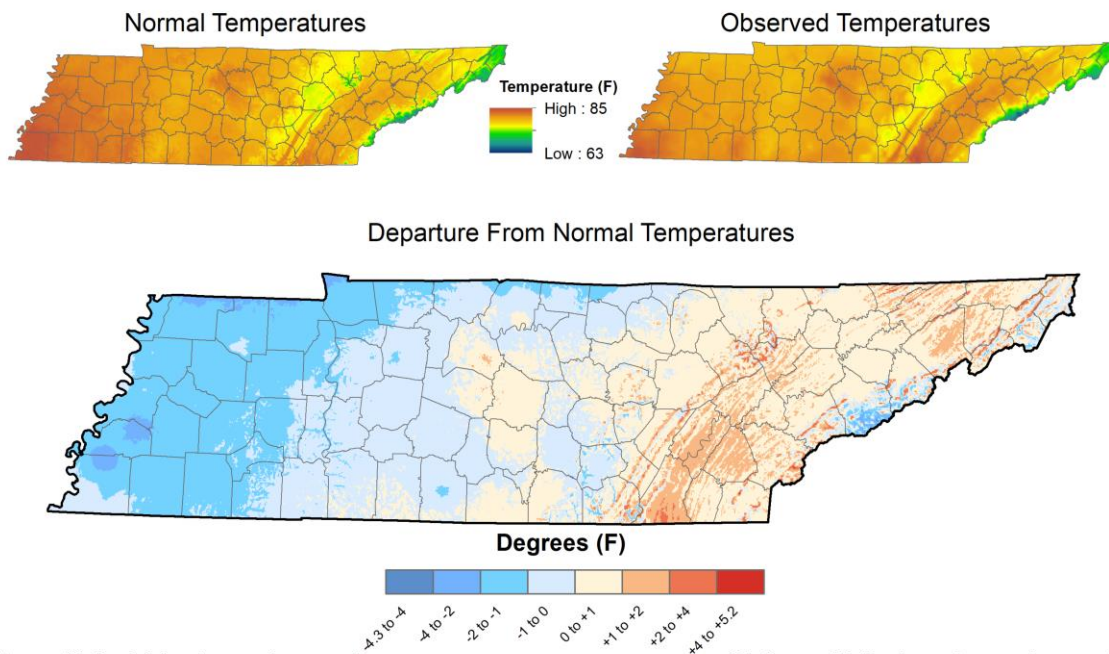 Normal Temperatures
Observed Temperatures
Temperature (F)
High : 85
Low : 63
Departure From Normal Temperatures
Degrees (F)
-4.3 to -4
-4 to -2
-2 to -1
-1 to 0
0 to +1
+1 to +2
+2 to +4
+4 to +5.2